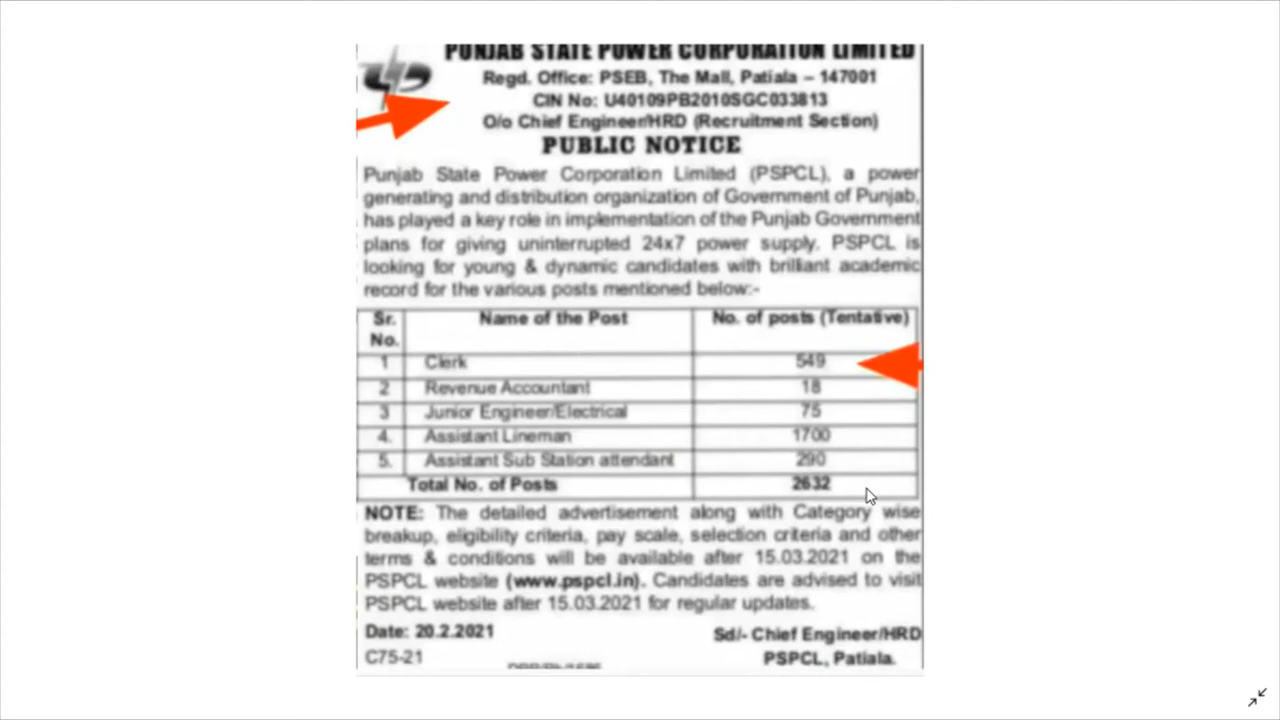 PUNJAB STATE POWER CORPORATION LIMITED
Regd. Office: PSEB, The Mall, Patiala – 147001
CIN No: U40109PB2010SGC033813
O/o Chief Engineer/HRD (Recruitment Section)
PUBLIC NOTICE
Punjab State Power Corporation Limited (PSPCL), a power
generating and distribution organization of Government of Punjab,
has played a key role in implementation of the Punjab Government
plans for giving uninterrupted 24x7 power supply. PSPCL is
looking for young & dynamic candidates with brilliant academic
record for the various posts mentioned below:-
Sr. No. Name of the Post No. of posts (Tentative)
1 Clerk 549
2 Revenue Accountant 18
3 Junior Engineer/Electrical 75
4. Assistant Lineman 1700
5. Assistant Sub Station attendant 290
Total No. of Posts 2632
NOTE: The detailed advertisement along with Category wise
breakup, eligibility criteria, pay scale, selection criteria and other
terms & conditions will be available after 15.03.2021 on the
PSPCL website (www.pspcl.in). Candidates are advised to visit
PSPCL website after 15.03.2021 for regular updates.
Date: 20.2.2021 Sd/- Chief Engineer/HRD
C75-21 PSPCL, Patiala.